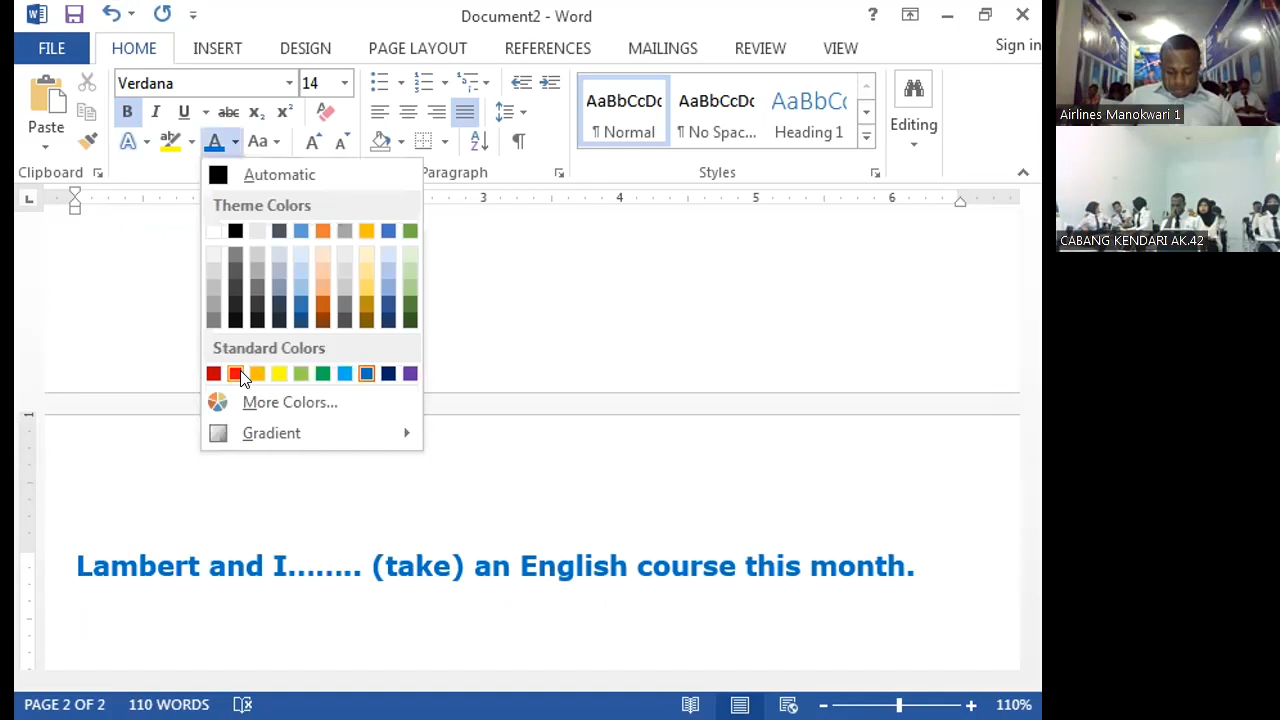 Document2 - Word
FILE HOME INSERT DESIGN PAGE LAYOUT REFERENCES MAILINGS REVIEW VIEW Sign in
Paste
Verdana 14
AaBbCcDc AaBbCcDc AaBbCc
¶ Normal ¶ No Spac... Heading 1
Editing
Clipboard Paragraph Styles
Automatic
Theme Colors
Standard Colors
More Colors...
Gradient
3 4 5 6
1
Lambert and I........ (take) an English course this month.
PAGE 2 OF 2 110 WORDS 110%
Airlines Manokwari 1
CABANG KENDARI AK.42